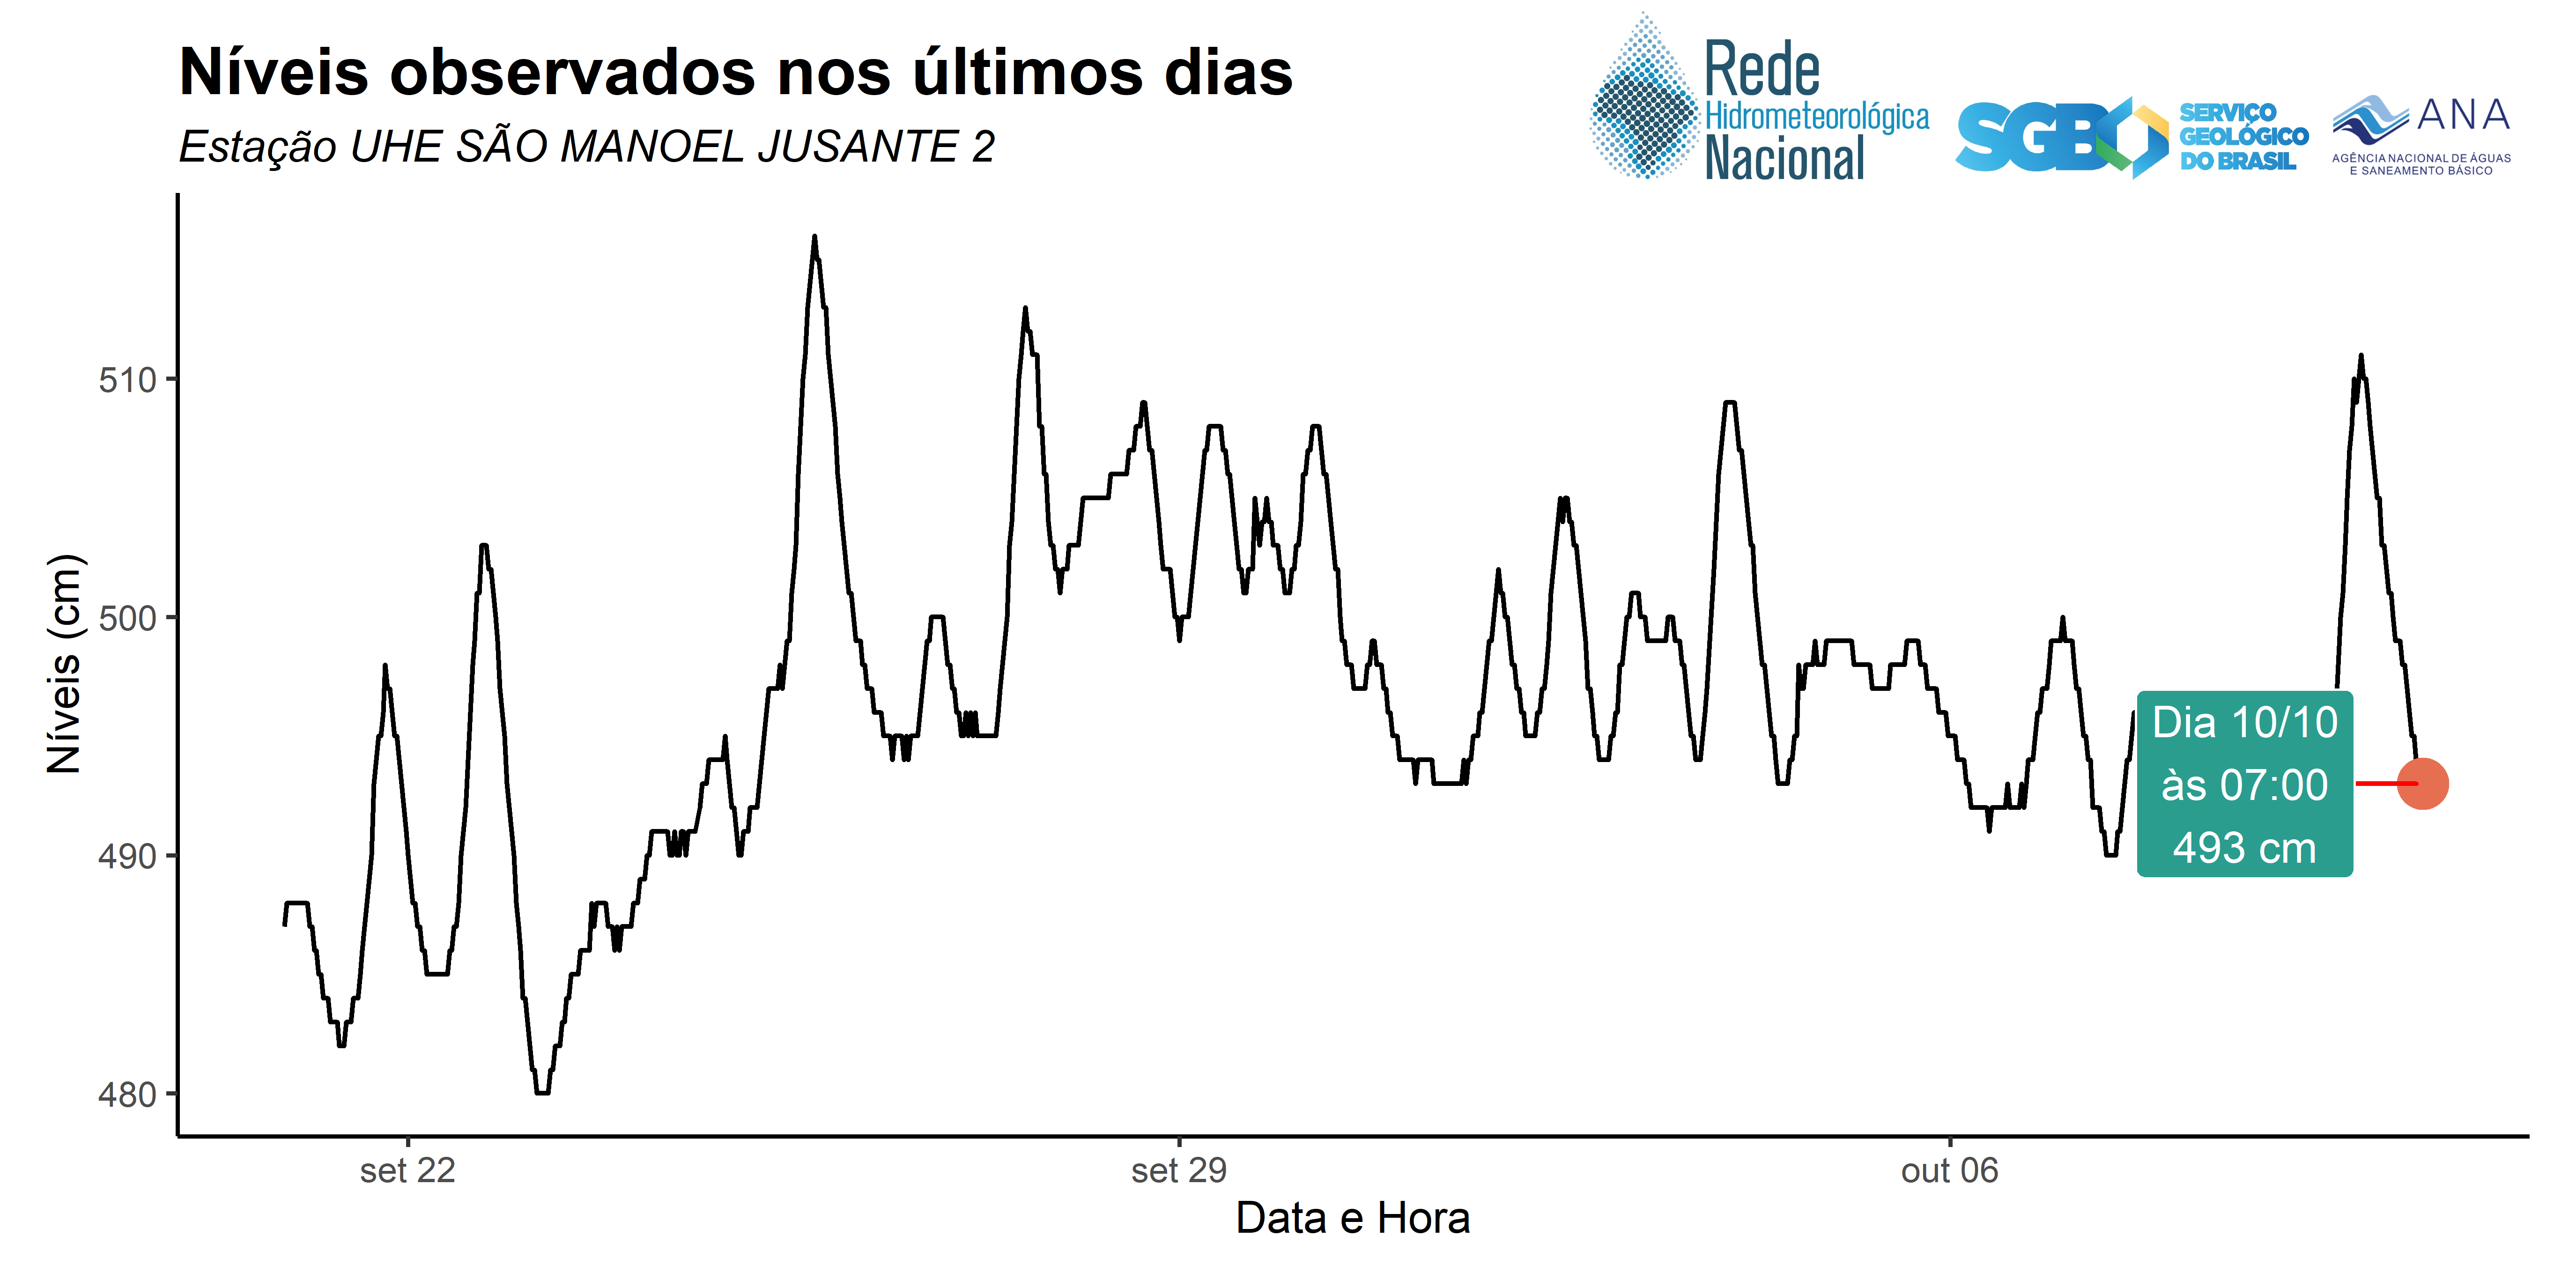 Níveis observados nos últimos dias
Estação UHE SÃO MANOEL JUSANTE 2
Rede
Hidrometeorológica
Nacional
SGB
SERVIÇO
GEOLÓGICO
DO BRASIL
ANA
AGÊNCIA NACIONAL DE ÁGUAS
E SANEAMENTO BÁSICO
Níveis (cm)
510
500
490
480
Dia 10/10
às 07:00
493 cm
set 22
set 29
out 06
Data e Hora